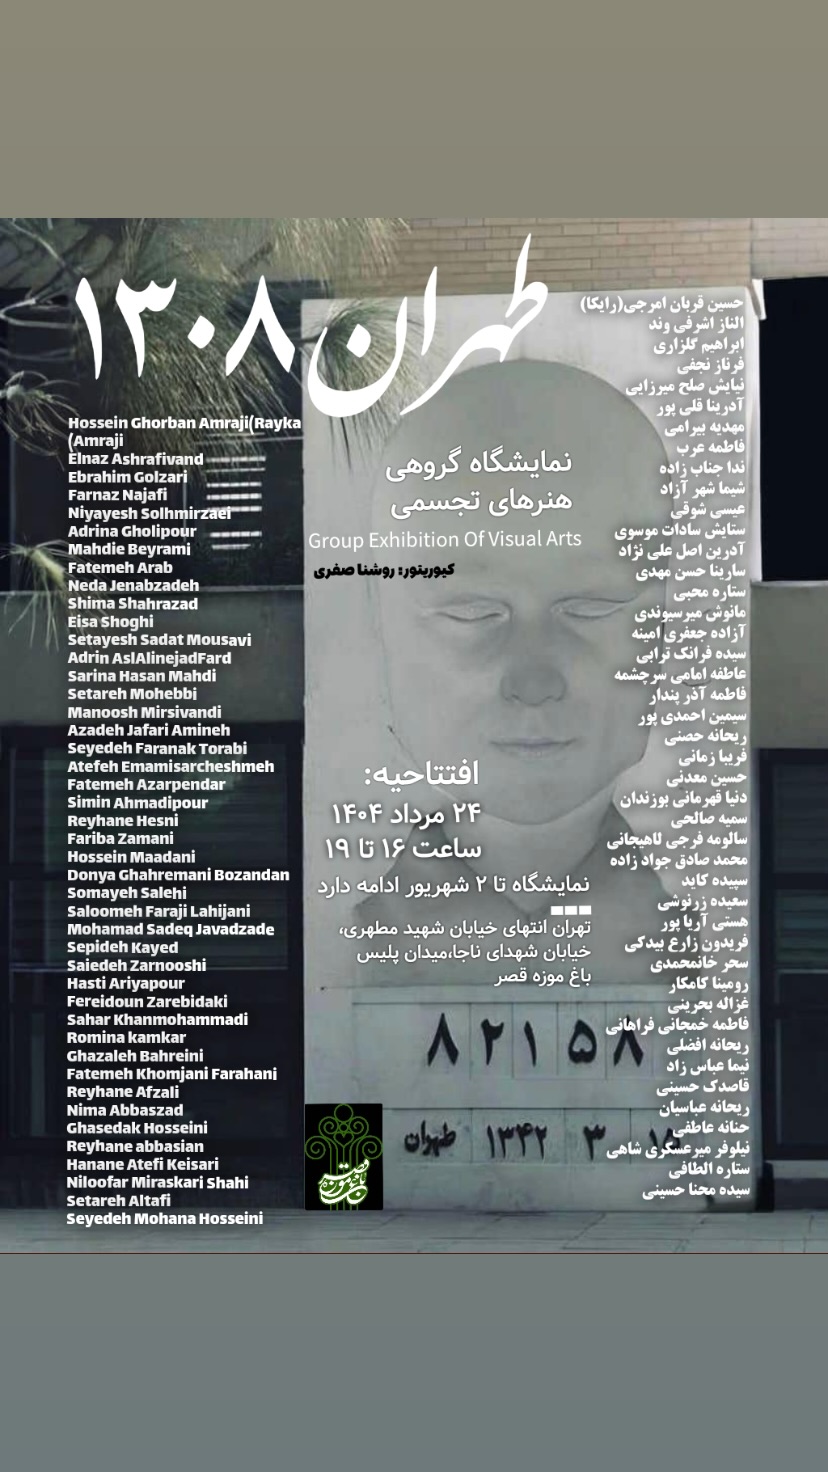 طهران ۱۳۰۸
نمایشگاه گروهی
هنرهای تجسمی
Group Exhibition Of Visual Arts
کیوریتور: روشنا صفری
افتتاحیه:
۲۴ مرداد ۱۴۰۴
ساعت ۱۶ تا ۱۹
نمایشگاه تا ۲ شهریور ادامه دارد
تهران انتهای خیابان شهید مطهری،
خیابان شهدای ناجا،میدان پلیس
باغ موزه قصر
حسین قربان امرجی(رایکا)
الناز اشرفی وند
ابراهیم گلزاری
فرناز نجفی
نیایش صلح میرزایی
آدرینا قلی پور
مهدیه بیرامی
فاطمه عرب
ندا جناب زاده
شیما شهر آزاد
عیسی شوقی
ستایش سادات موسوی
آدرین اصل علی نژاد
سارینا حسن مهدی
ستاره محبی
مانوش میرسیوندی
آزاده جعفری امینه
سیده فرانک ترابی
عاطفه امامی سرچشمه
فاطمه آذر پندار
سیمین احمدی پور
ریحانه حصنی
فریبا زمانی
حسین معدنی
دنیا قهرمانی بوزندان
سمیه صالحی
سالومه فرجی لاهیجانی
محمد صادق جواد زاده
سپیده کاید
سعیده زرنوشی
هستی آریا پور
فریدون زارع بیدکی
سحر خانمحمدی
رومینا کامکار
غزاله بحرینی
فاطمه خمجانی فراهانی
ریحانه افضلی
نیما عباس زاد
قاصدک حسینی
ریحانه عباسیان
حنانه عاطفی
نیلوفر میرعسکری شاهی
ستاره الطافی
سیده محنا حسینی
Hossein Ghorban Amraji(Rayka
(Amraji
Elnaz Ashrafivand
Ebrahim Golzari
Farnaz Najafi
Niyayesh Solhmirzaei
Adrina Gholipour
Mahdie Beyrami
Fatemeh Arab
Neda Jenabzadeh
Shima Shahrazad
Eisa Shoghi
Setayesh Sadat Mousavi
Adrin AslAlinejadFard
Sarina Hasan Mahdi
Setareh Mohebbi
Manoosh Mirsivandi
Azadeh Jafari Amineh
Seyedeh Faranak Torabi
Atefeh Emamisarcheshmeh
Fatemeh Azarpendar
Simin Ahmadipour
Reyhane Hesni
Fariba Zamani
Hossein Maadani
Donya Ghahremani Bozandan
Somayeh Salehi
Saloomeh Faraji Lahijani
Mohamad Sadeq Javadzade
Sepideh Kayed
Saiedeh Zarnooshi
Hasti Ariyapour
Fereidoun Zarebidaki
Sahar Khanmohammadi
Romina kamkar
Ghazaleh Bahreini
Fatemeh Khomjani Farahani
Reyhane Afzali
Nima Abbaszad
Ghasedak Hosseini
Reyhane abbasian
Hanane Atefi Keisari
Niloofar Miraskari Shahi
Setareh Altafi
Seyedeh Mohana Hosseini
۸۲۱۵۸
طهران ۱۳۴۲ ۳ ۱۵
باغ موزه قصر